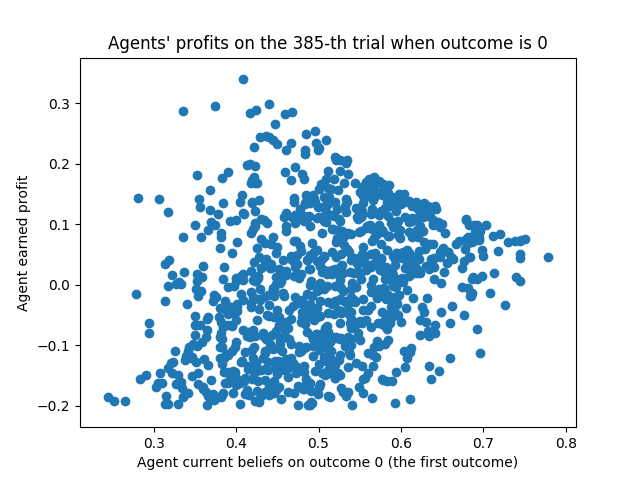 Agents' profits on the 385-th trial when outcome is 0
Agent earned profit
0.3
0.2
0.1
0.0
−0.1
−0.2
0.3 0.4 0.5 0.6 0.7 0.8
Agent current beliefs on outcome 0 (the first outcome)